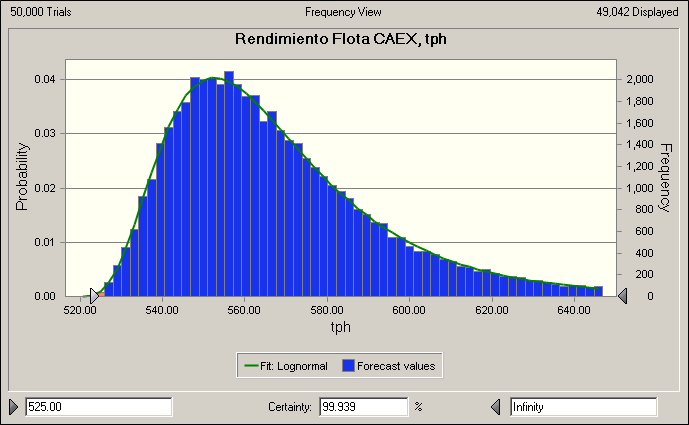 50,000 Trials Frequency View 49,042 Displayed
Rendimiento Flota CAEX, tph
Probability
0.04
0.03
0.02
0.01
0.00
2,000
1,800
1,600
1,400
1,200
1,000
800
600
400
200
0
Frequency
520.00 540.00 560.00 580.00 600.00 620.00 640.00
tph
Fit: Lognormal Forecast values
525.00 Certainty: 99.939 % Infinity